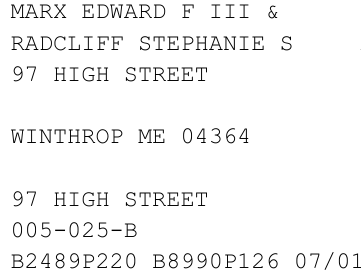 MARX EDWARD F III &
RADCLIFF STEPHANIE S
97 HIGH STREET
WINTHROP ME 04364
97 HIGH STREET
005-025-B
B2489P220 B8990P126 07/01